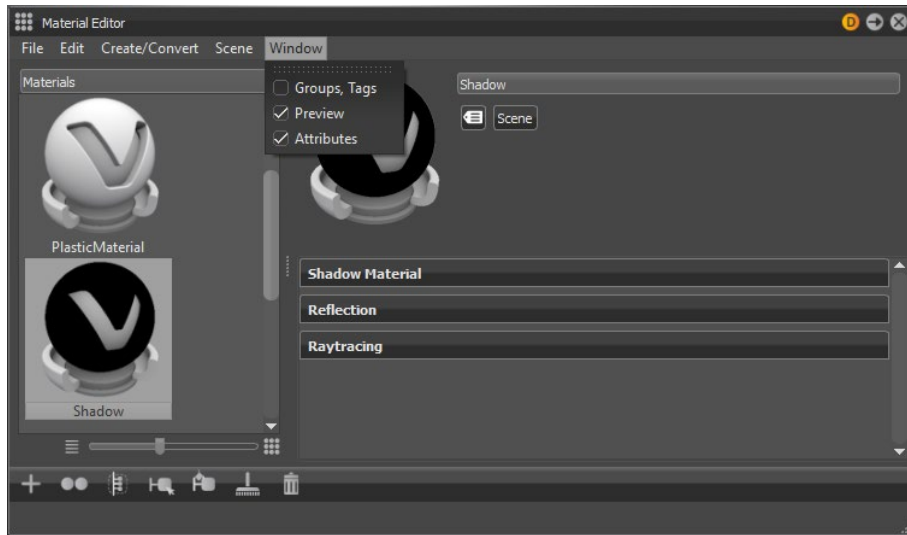 Material Editor
D
File Edit Create/Convert Scene Window
Materials
Groups, Tags
Preview
Attributes
Shadow
Scene
PlasticMaterial
Shadow
Shadow Material
Reflection
Raytracing